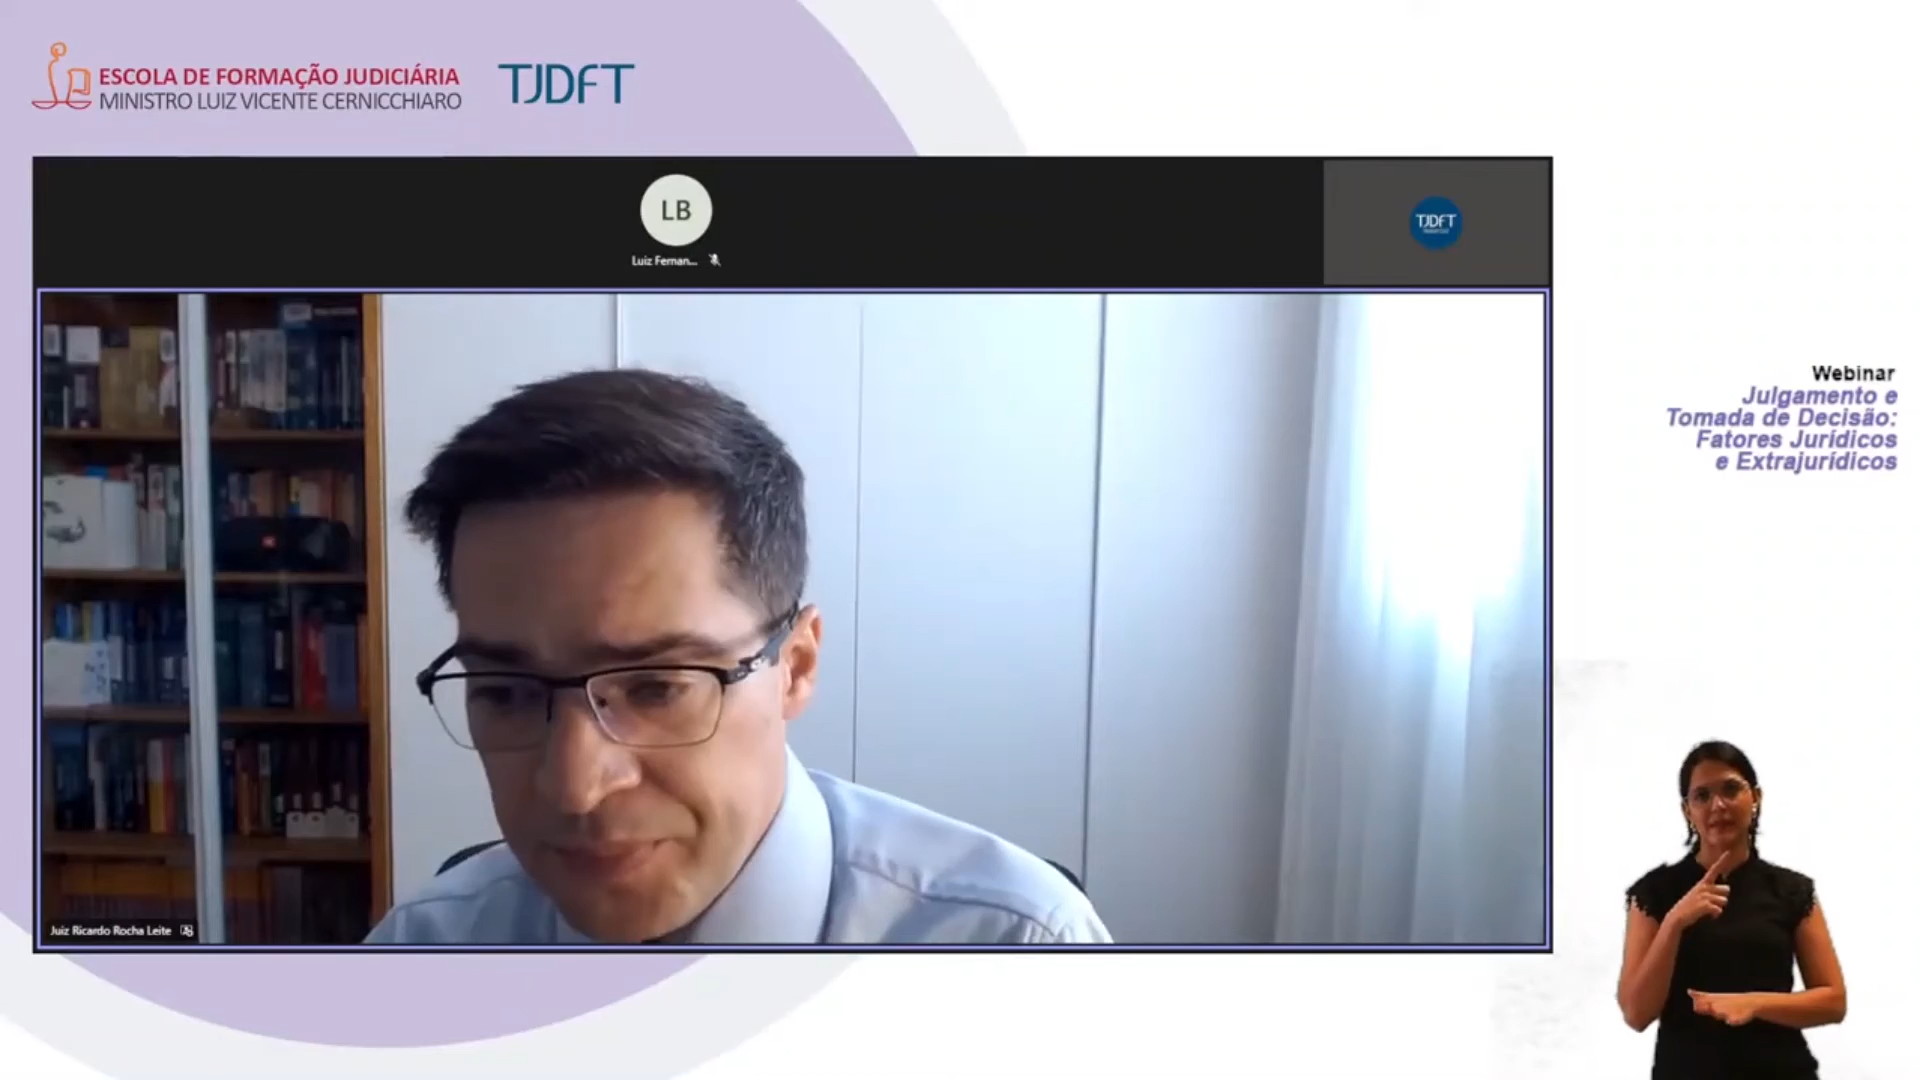 ESCOLA DE FORMAÇÃO JUDICIÁRIA
MINISTRO LUIZ VICENTE CERNICCHIARO
TJDFT
LB
Luiz Fernan...
TJDFT
Webinar
Julgamento e
Tomada de Decisão:
Fatores Jurídicos
e Extrajurídicos
Juiz Ricardo Rocha Leite